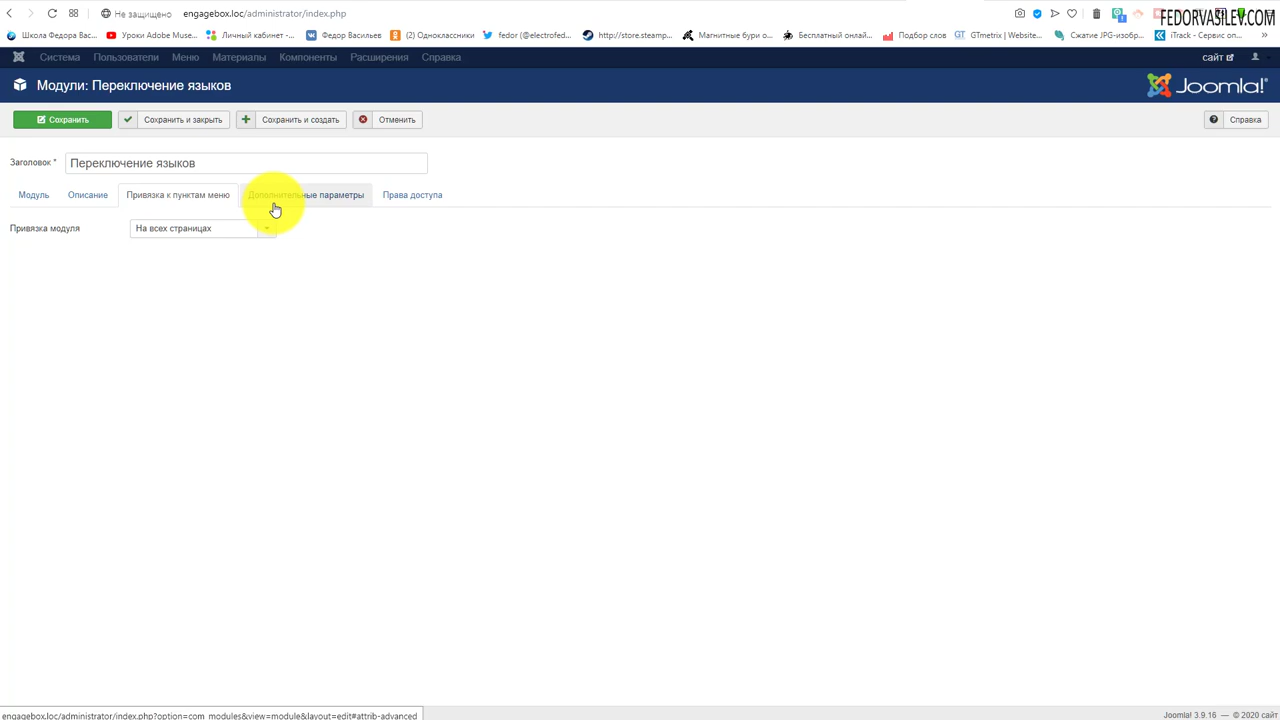 engagebox.loc/administrator/index.php
Не защищено
FEDORVASILEV.COM
Школа Федора Вас...
Уроки Adobe Muse...
Личный кабинет -...
Федор Васильев
(2) Одноклассники
fedor (@electrofed...
http://store.steamp...
Магнитные бури о...
Бесплатный онлай...
Подбор слов
GTmetrix | Website...
Сжатие JPG-изобр...
iTrack - Сервис оп...
Система
Пользователи
Меню
Материалы
Компоненты
Расширения
Справка
сайт
Модули: Переключение языков
Joomla!®
Сохранить
Сохранить и закрыть
Сохранить и создать
Отменить
Справка
Заголовок *
Переключение языков
Модуль
Описание
Привязка к пунктам меню
Дополнительные параметры
Права доступа
Привязка модуля
На всех страницах
engagebox.loc/administrator/index.php?option=com_modules&view=module&layout=edit#attrib-advanced
Joomla! 3.9.16 — © 2020 сайт